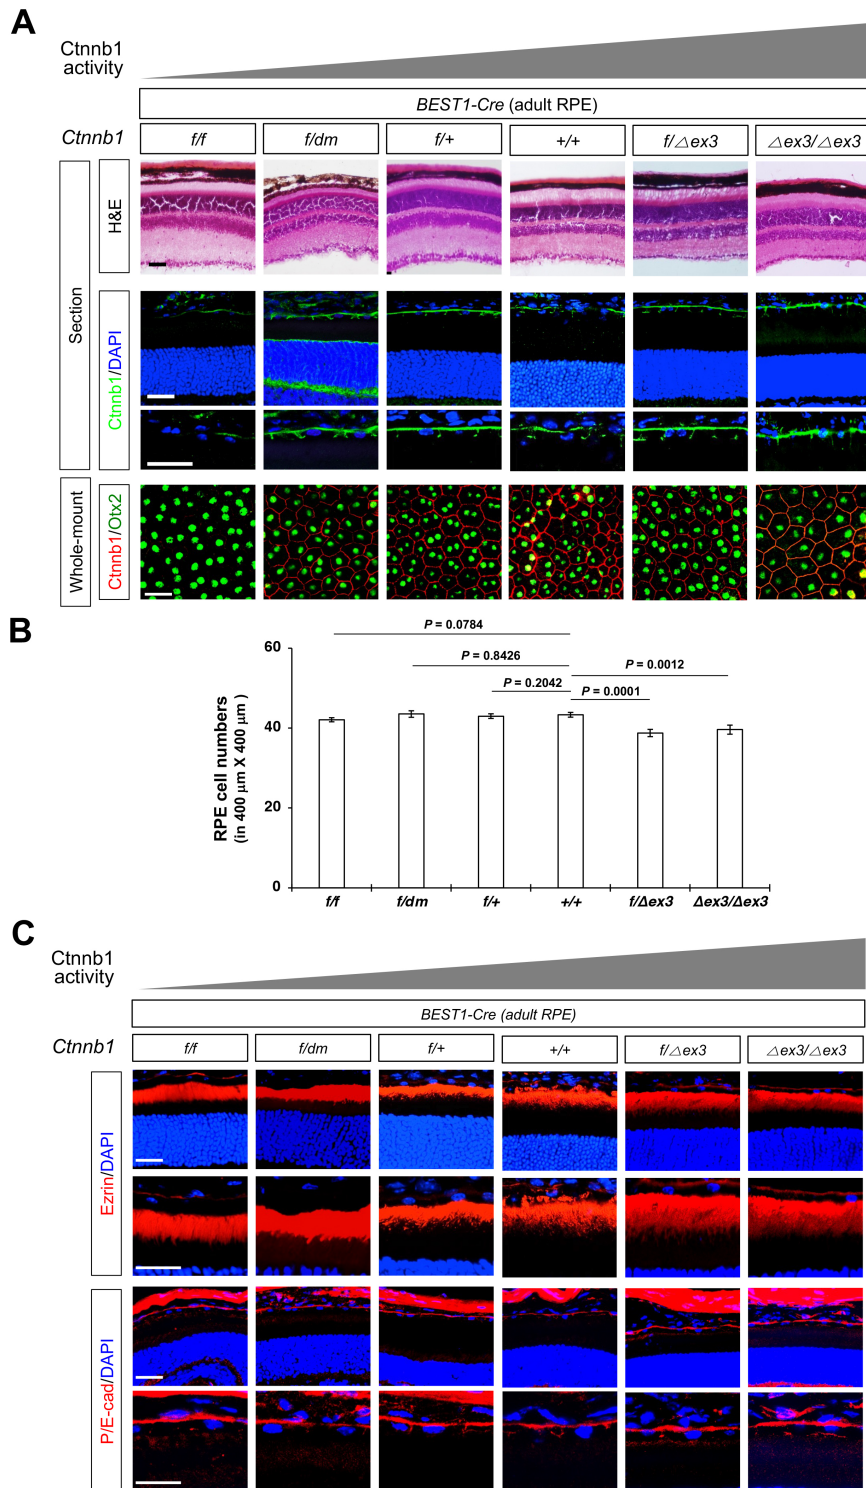 A
Ctnnb1
activity
BEST1-Cre (adult RPE)
Ctnnb1
f/f
f/dm
f/+
+/+
f/△ex3
△ex3/△ex3
Section
H&E
Ctnnb1/DAPI
Whole-mount
Ctnnb1/Otx2
B
P = 0.0784
P = 0.8426
P = 0.0012
P = 0.2042
P = 0.0001
RPE cell numbers
(in 400 μm X 400 μm )
60
40
20
0
f/f
f/dm
f/+
+/+
f/Δex3
Δex3/Δex3
C
Ctnnb1
activity
BEST1-Cre (adult RPE)
Ctnnb1
f/f
f/dm
f/+
+/+
f/△ex3
△ex3/△ex3
Ezrin/DAPI
P/E-cad/DAPI